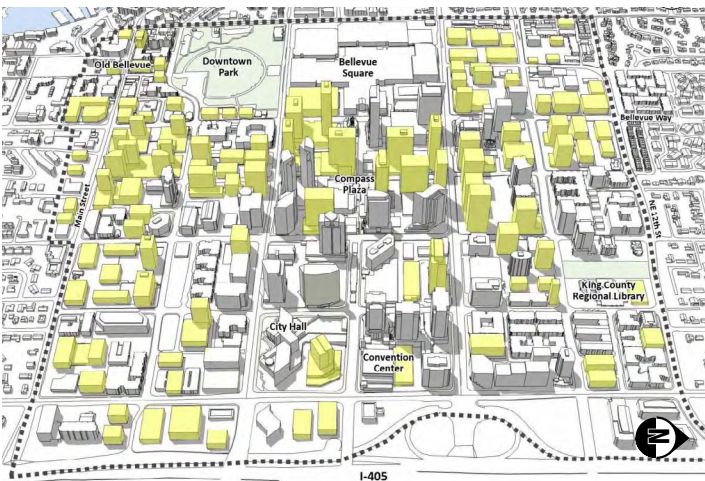 Old Bellevue
Downtown
Park
Bellevue
Square
Bellevue Way
Compass
Plaza
Main Street
NE 12th St
King County
Regional Library
City Hall
Convention
Center
N
I-405